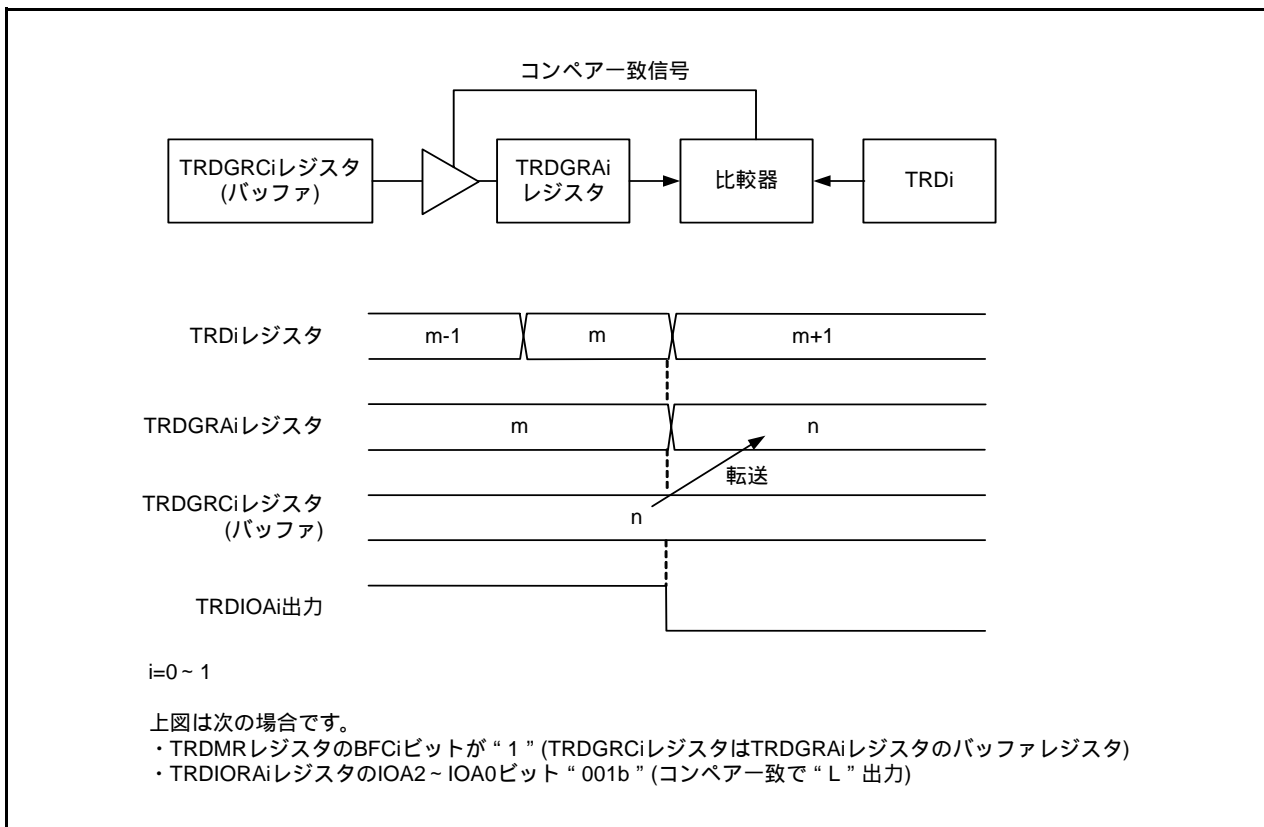 コンペア一致信号
TRDGRCiレジスタ
(バッファ)
TRDGRAi
レジスタ
比較器
TRDi
TRDiレジスタ
m-1
m
m+1
TRDGRAiレジスタ
m
n
転送
TRDGRCiレジスタ
(バッファ)
n
TRDIOAi出力
i=0~1
上図は次の場合です。
・TRDMRレジスタのBFCiビットが“1”(TRDGRCiレジスタはTRDGRAiレジスタのバッファレジスタ)
・TRDIORAiレジスタのIOA2~IOA0ビット“001b”(コンペア一致で“L”出力)